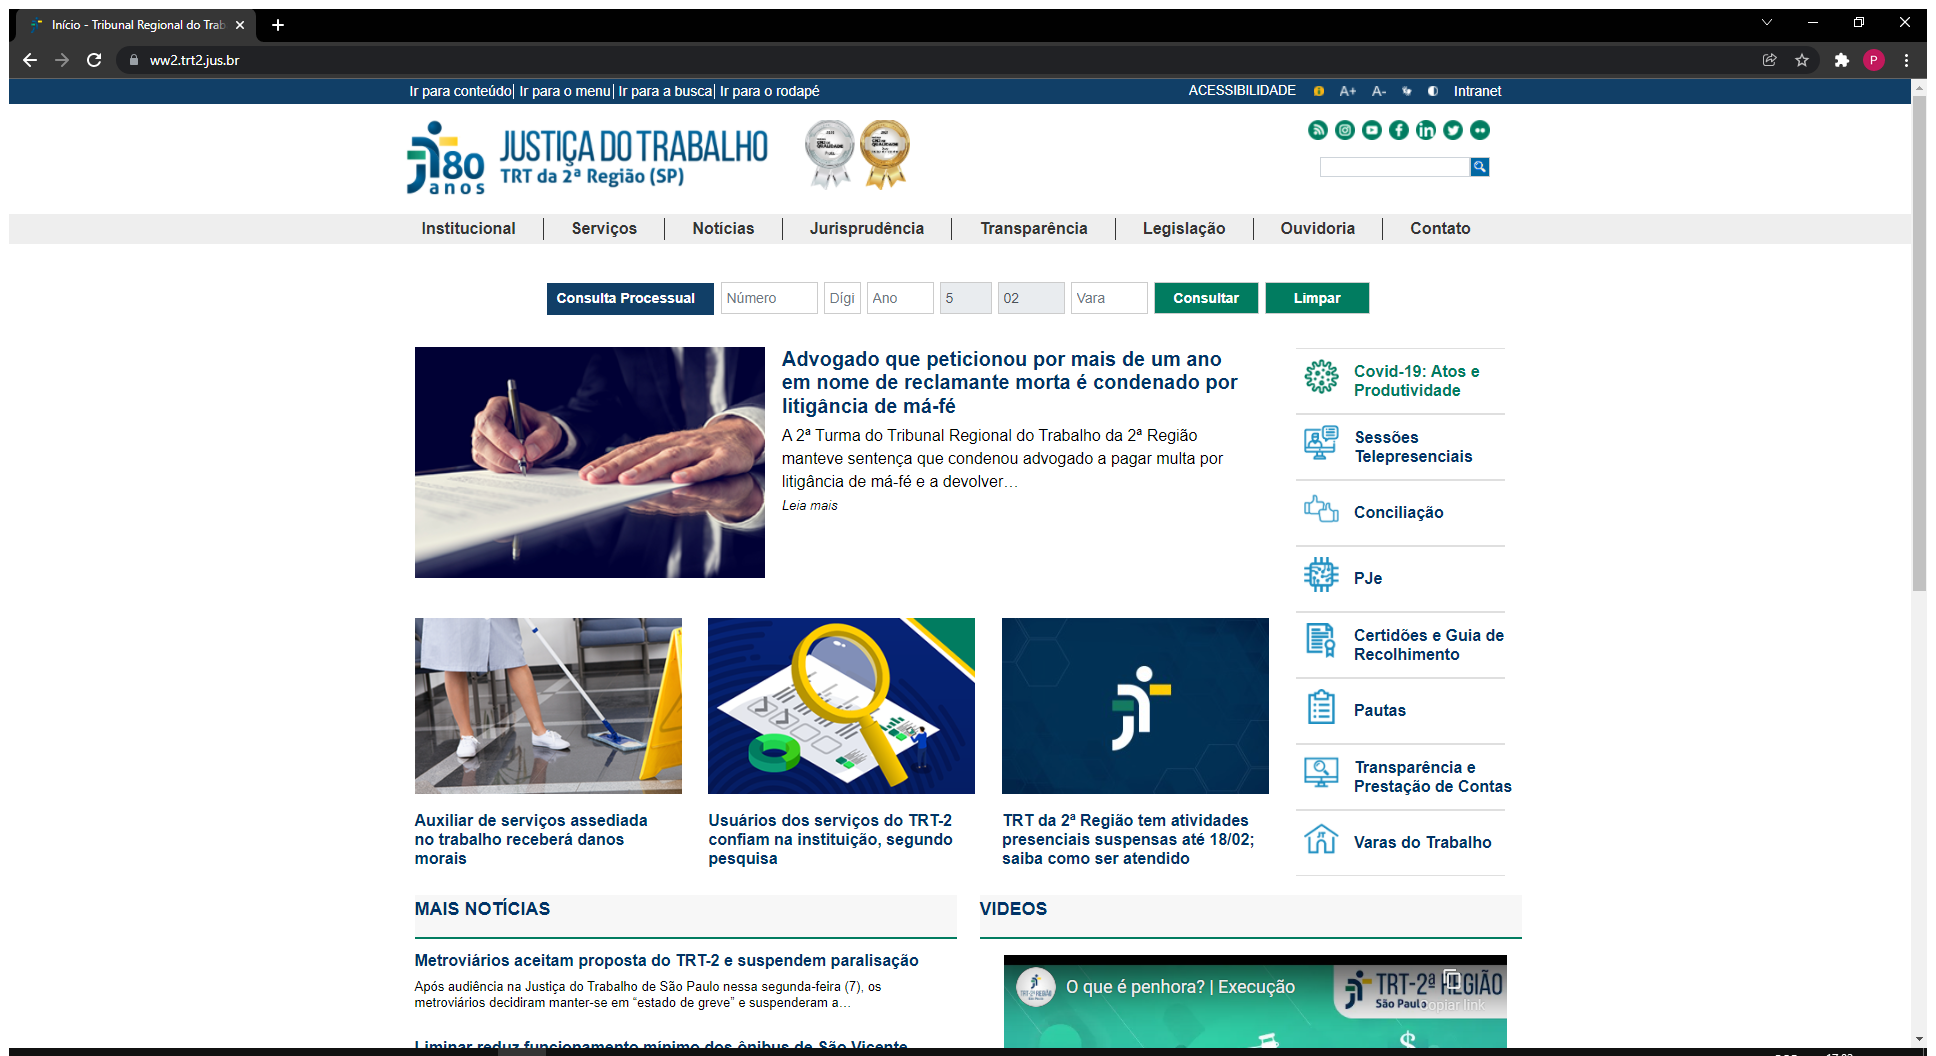 Início - Tribunal Regional do Trab
ww2.trt2.jus.br
P
Ir para conteúdo| Ir para o menu| Ir para a busca| Ir para o rodapé
ACESSIBILIDADE A+ A- Intranet
80 anos
JUSTIÇA DO TRABALHO
TRT da 2ª Região (SP)
Institucional
Serviços
Notícias
Jurisprudência
Transparência
Legislação
Ouvidoria
Contato
Consulta Processual Número Dígi Ano 5 02 Vara Consultar Limpar
Advogado que peticionou por mais de um ano
em nome de reclamante morta é condenado por
litigância de má-fé
A 2ª Turma do Tribunal Regional do Trabalho da 2ª Região
manteve sentença que condenou advogado a pagar multa por
litigância de má-fé e a devolver…
Leia mais
Covid-19: Atos e
Produtividade
Sessões
Telepresenciais
Conciliação
PJe
Certidões e Guia de
Recolhimento
Pautas
Transparência e
Prestação de Contas
Varas do Trabalho
Auxiliar de serviços assediada
no trabalho receberá danos
morais
Usuários dos serviços do TRT-2
confiam na instituição, segundo
pesquisa
TRT da 2ª Região tem atividades
presenciais suspensas até 18/02;
saiba como ser atendido
MAIS NOTÍCIAS
Metroviários aceitam proposta do TRT-2 e suspendem paralisação
Após audiência na Justiça do Trabalho de São Paulo nessa segunda-feira (7), os
metroviários decidiram manter-se em “estado de greve” e suspenderam a…
Liminar reduz funcionamento mínimo dos ônibus de São Vicente
VIDEOS
O que é penhora? | Execução
TRT-2ª REGIÃO
São Paulo
Copiar link